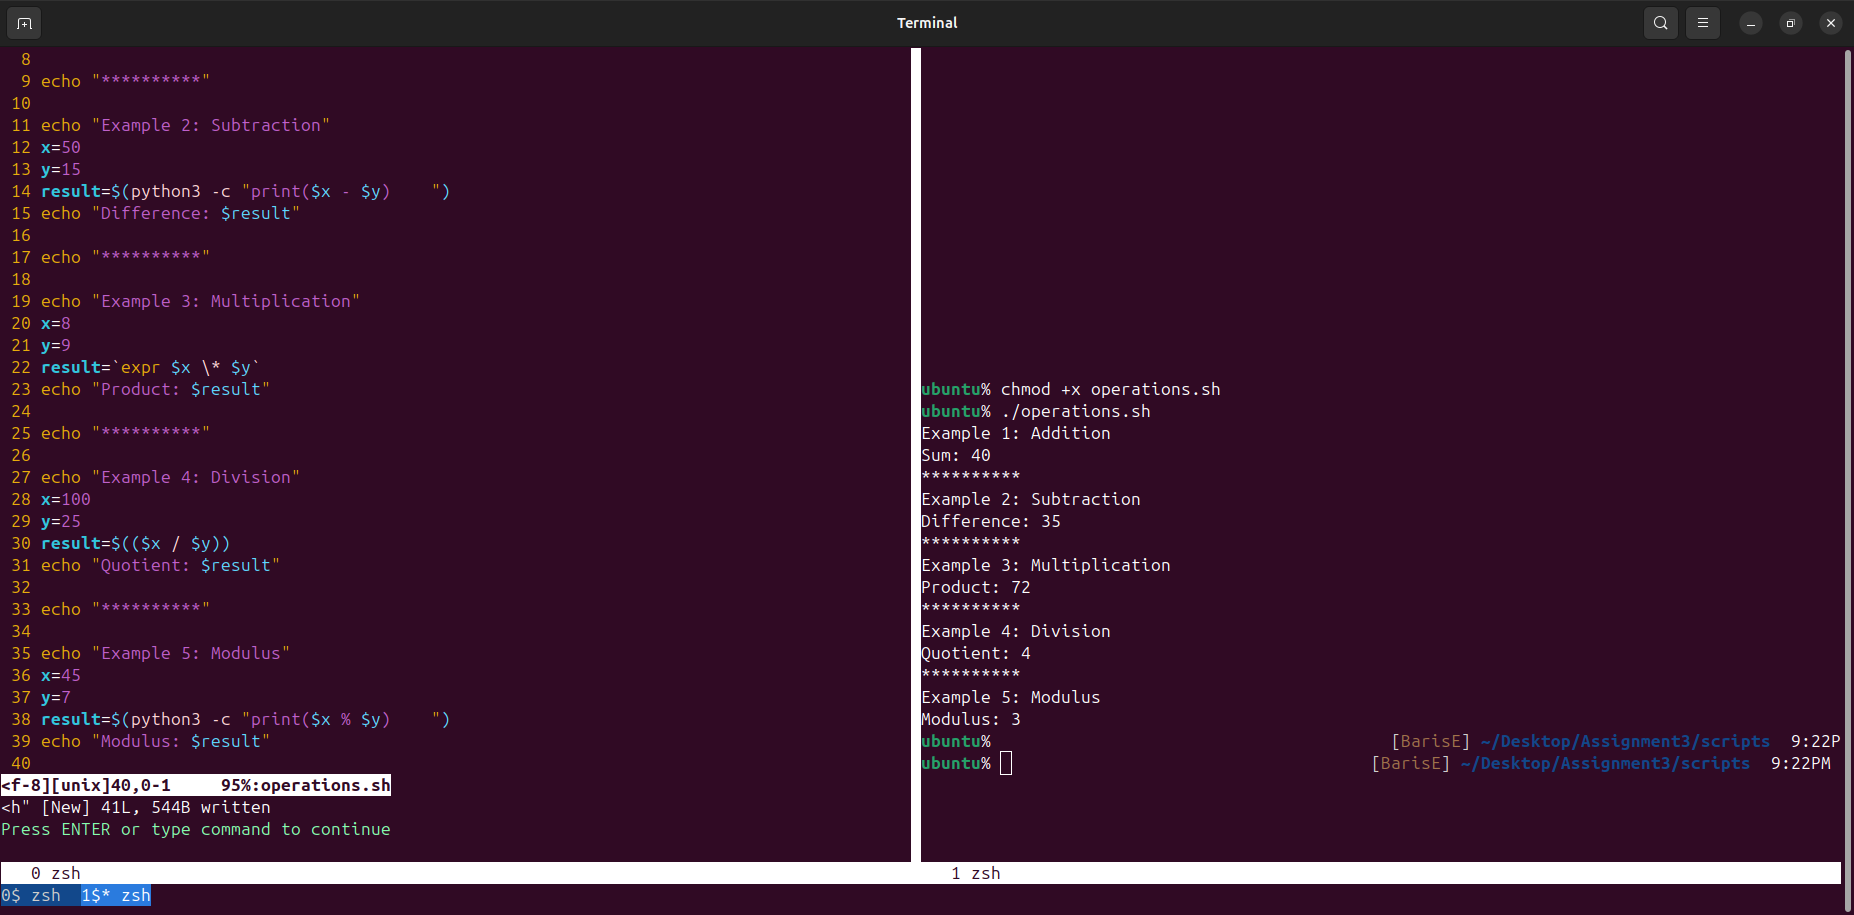 Terminal
8
9 echo "**********"
10
11 echo "Example 2: Subtraction"
12 x=50
13 y=15
14 result=$(python3 -c "print($x - $y)    ")
15 echo "Difference: $result"
16
17 echo "**********"
18
19 echo "Example 3: Multiplication"
20 x=8
21 y=9
22 result=`expr $x \* $y`
23 echo "Product: $result"
24
25 echo "**********"
26
27 echo "Example 4: Division"
28 x=100
29 y=25
30 result=$(($x / $y))
31 echo "Quotient: $result"
32
33 echo "**********"
34
35 echo "Example 5: Modulus"
36 x=45
37 y=7
38 result=$(python3 -c "print($x % $y)    ")
39 echo "Modulus: $result"
40
<f-8][unix]40,0-1     95%:operations.sh
<h" [New] 41L, 544B written
Press ENTER or type command to continue
ubuntu% chmod +x operations.sh
ubuntu% ./operations.sh
Example 1: Addition
Sum: 40
**********
Example 2: Subtraction
Difference: 35
**********
Example 3: Multiplication
Product: 72
**********
Example 4: Division
Quotient: 4
**********
Example 5: Modulus
Modulus: 3
ubuntu% [BarisE] ~/Desktop/Assignment3/scripts  9:22P
ubuntu% [BarisE] ~/Desktop/Assignment3/scripts  9:22PM
0 zsh
1 zsh
0$ zsh  1$* zsh